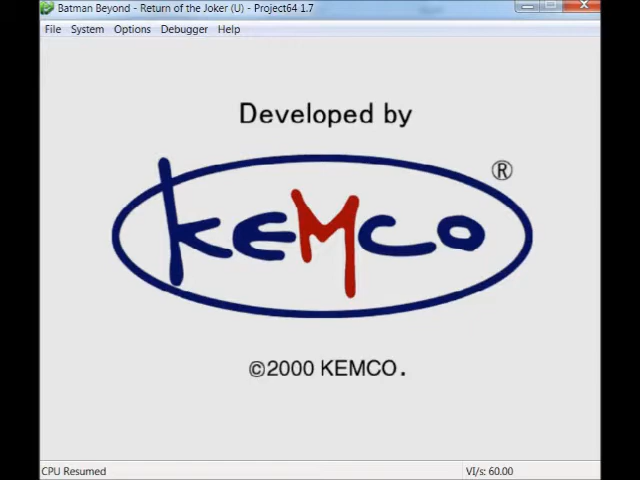 Batman Beyond - Return of the Joker (U) - Project64 1.7
File System Options Debugger Help
Developed by
KEMCO ®
©2000 KEMCO.
CPU Resumed VI/s: 60.00